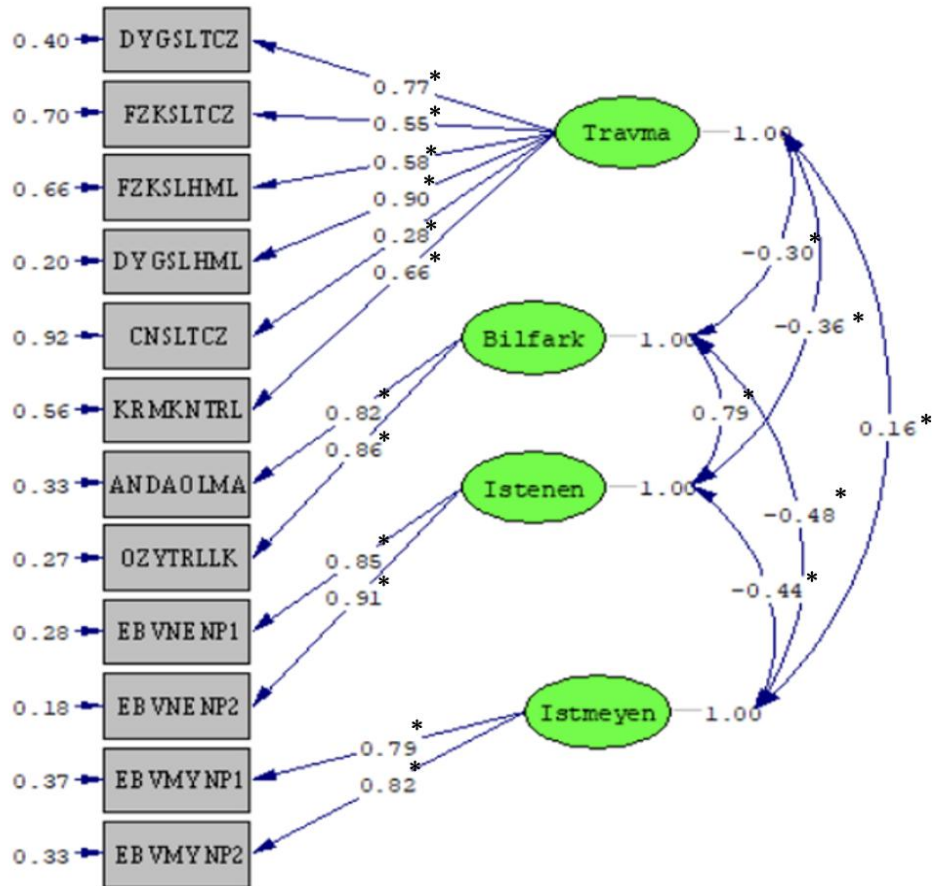 0.40 DYGSLTCZ
0.77*
0.70 FZKSLTCZ
0.55*
Travma 1.00
0.58*
0.66 FZKSLHML
0.90*
0.28*
0.20 DYGSLHML
0.66*
-0.30*
-0.36*
0.92 CNSLTCZ
Bilfark 1.00
0.56 KRMKNTRL
0.82*
0.79*
0.16*
0.86*
0.33 ANDAOLMA
Istenen 1.00
-0.48*
0.27 OZYTRLLK
0.85*
0.91*
-0.44*
0.28 EBVNENP1
0.18 EBVNENP2
Istmeyen 1.00
0.79*
0.37 EBVMYNP1
0.82*
0.33 EBVMYNP2